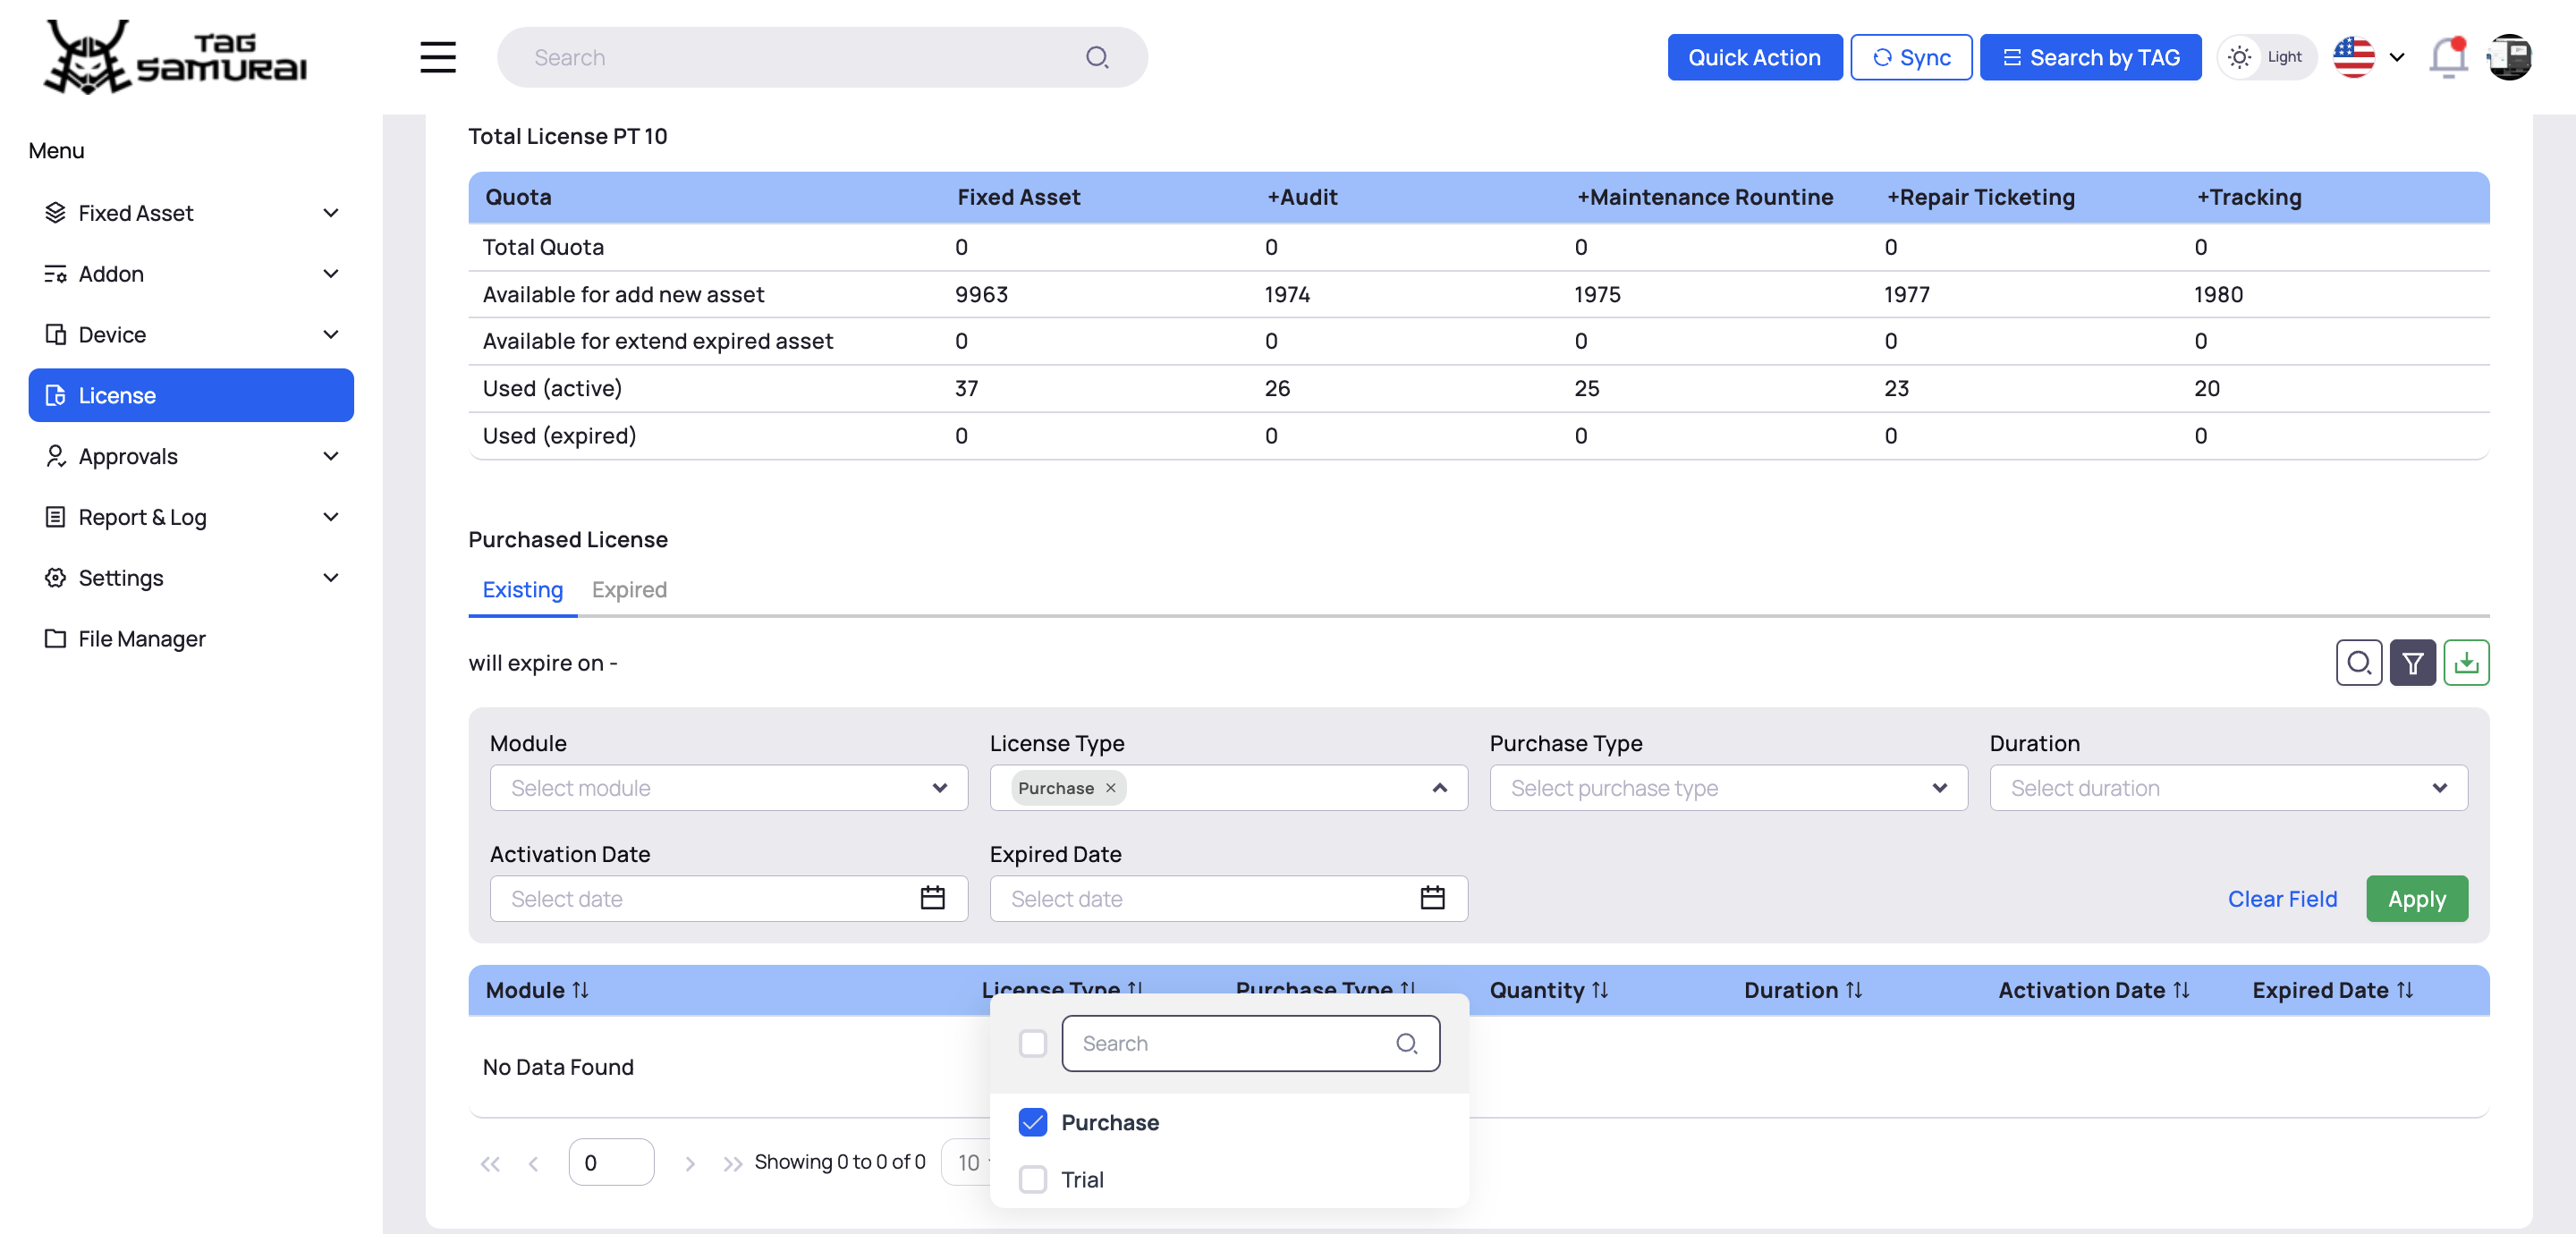 TAG
SAMURAI
Search
Quick Action
Sync
Search by TAG
Light
Menu
Fixed Asset
Addon
Device
License
Approvals
Report & Log
Settings
File Manager
Total License PT 10
Quota Fixed Asset +Audit +Maintenance Rountine +Repair Ticketing +Tracking
Total Quota 0 0 0 0 0
Available for add new asset 9963 1974 1975 1977 1980
Available for extend expired asset 0 0 0 0 0
Used (active) 37 26 25 23 20
Used (expired) 0 0 0 0 0
Purchased License
Existing Expired
will expire on -
Module License Type Purchase Type Duration
Select module Purchase Select purchase type Select duration
Activation Date Expired Date
Select date Select date Clear Field Apply
Module License Type Purchase Type Quantity Duration Activation Date Expired Date
Search
No Data Found
Purchase
0 Showing 0 to 0 of 0 10
Trial